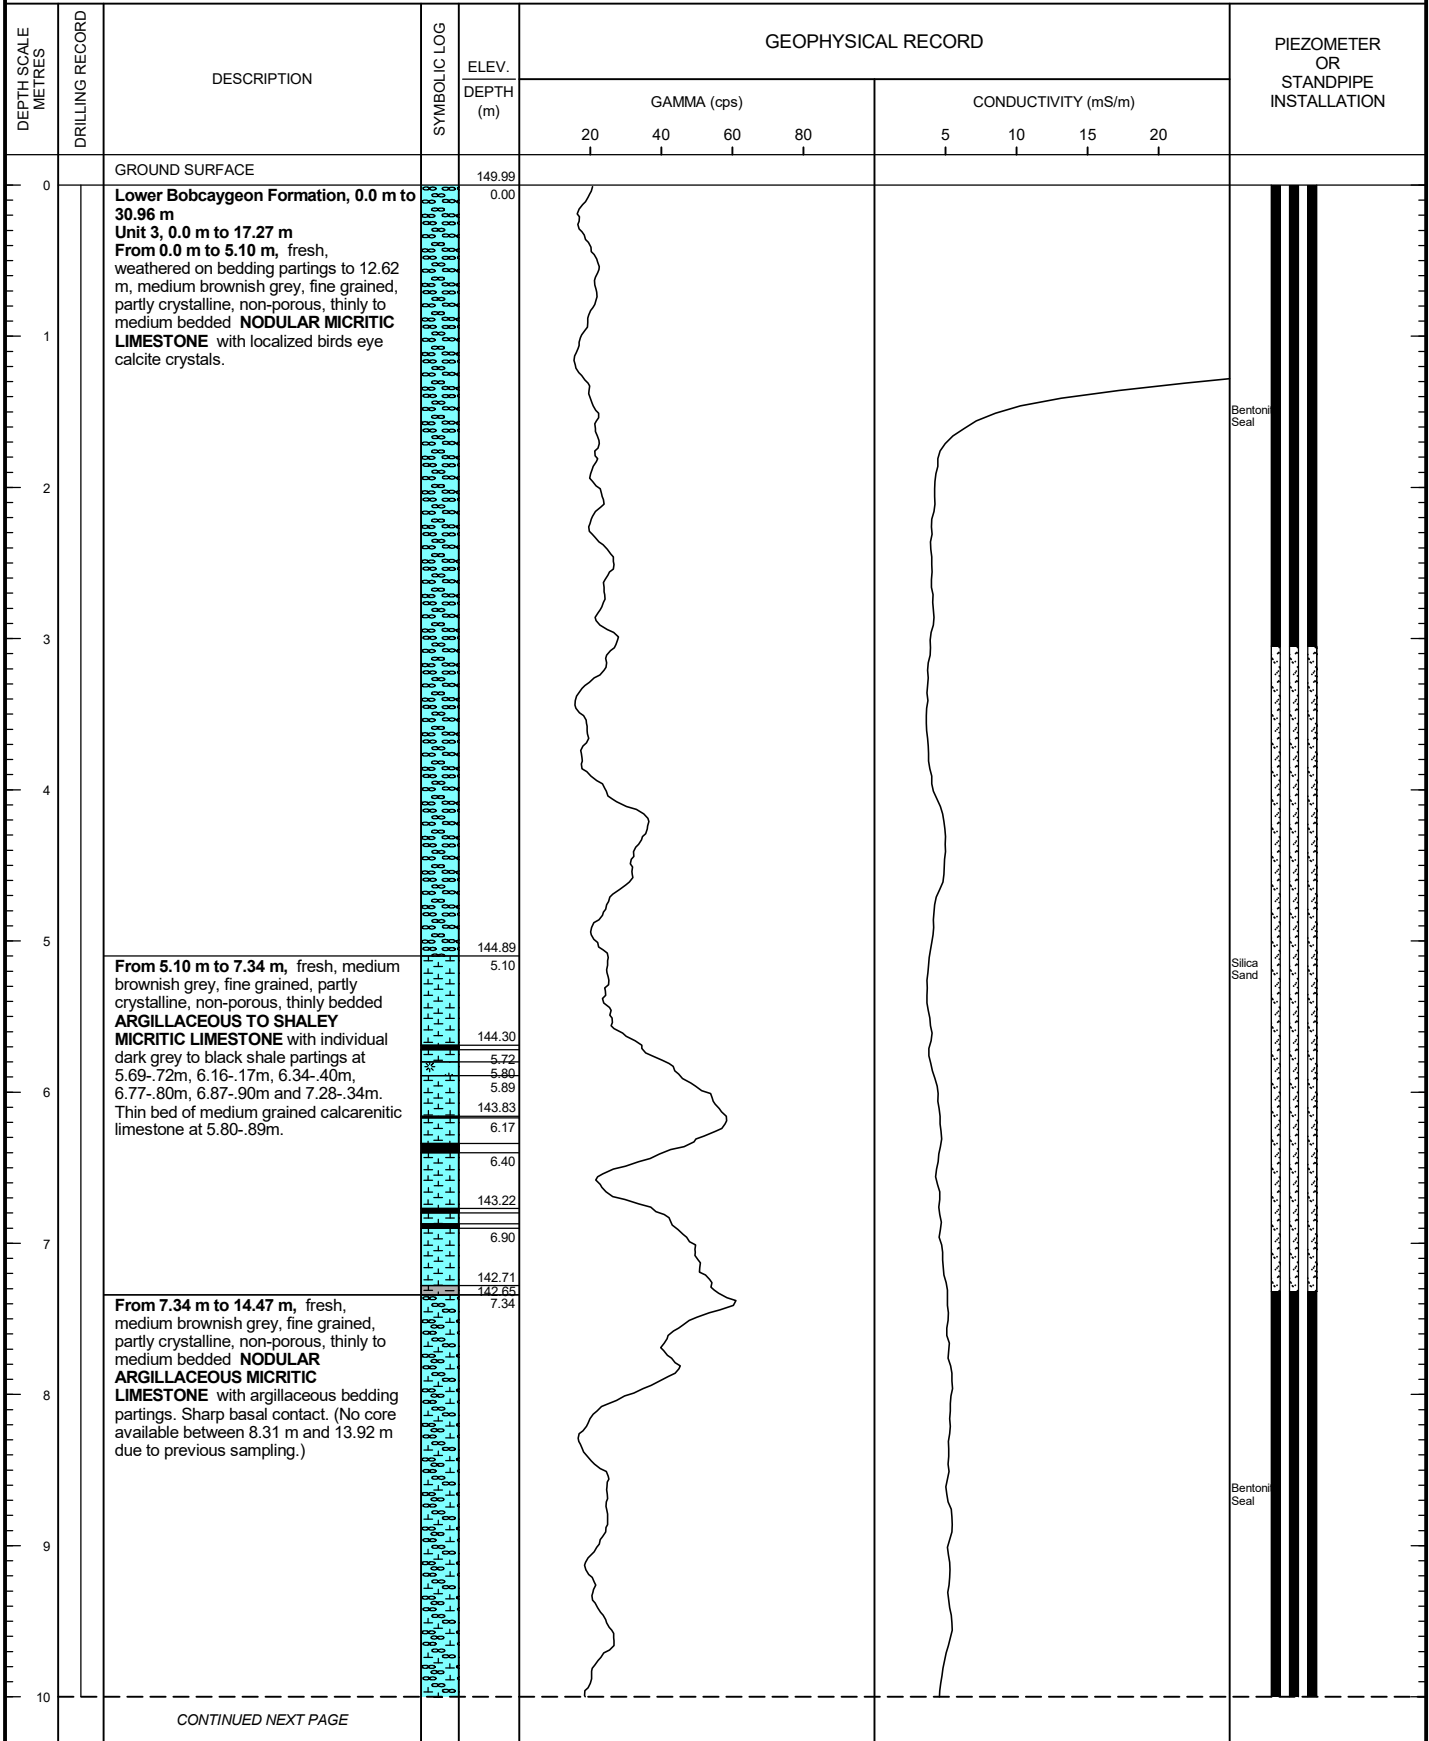 DEPTH SCALE
METRES
DRILLING RECORD
DESCRIPTION
SYMBOLIC LOG
ELEV.
DEPTH
(m)
GEOPHYSICAL RECORD
GAMMA (cps)
20 40 60 80
CONDUCTIVITY (mS/m)
5 10 15 20
PIEZOMETER
OR
STANDPIPE
INSTALLATION
GROUND SURFACE
149.99
0
0.00
Lower Bobcaygeon Formation, 0.0 m to
30.96 m
Unit 3, 0.0 m to 17.27 m
From 0.0 m to 5.10 m, fresh,
weathered on bedding partings to 12.62
m, medium brownish grey, fine grained,
partly crystalline, non-porous, thinly to
medium bedded NODULAR MICRITIC
LIMESTONE with localized birds eye
calcite crystals.
1
Bentoni
Seal
2
3
4
5
144.89
5.10
From 5.10 m to 7.34 m, fresh, medium
brownish grey, fine grained, partly
crystalline, non-porous, thinly bedded
ARGILLACEOUS TO SHALEY
MICRITIC LIMESTONE with individual
dark grey to black shale partings at
5.69-.72m, 6.16-.17m, 6.34-.40m,
6.77-.80m, 6.87-.90m and 7.28-.34m.
Thin bed of medium grained calcarenitic
limestone at 5.80-.89m.
Silica
Sand
144.30
5.72
5.80
5.89
6
143.83
6.17
6.40
143.22
6.90
7
142.71
142.65
7.34
From 7.34 m to 14.47 m, fresh,
medium brownish grey, fine grained,
partly crystalline, non-porous, thinly to
medium bedded NODULAR
ARGILLACEOUS MICRITIC
LIMESTONE with argillaceous bedding
partings. Sharp basal contact. (No core
available between 8.31 m and 13.92 m
due to previous sampling.)
8
Bentoni
Seal
9
10
CONTINUED NEXT PAGE